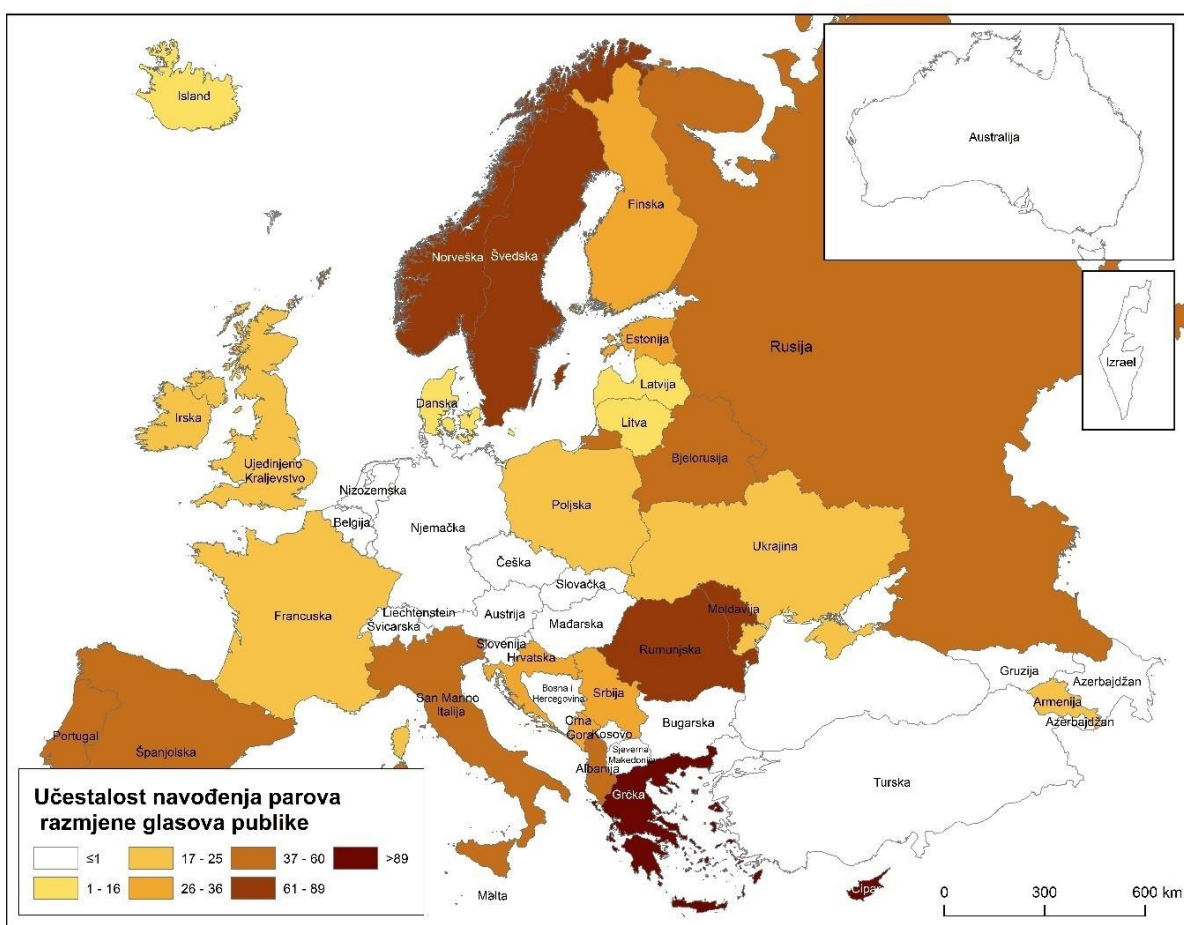 Island
Australija
Finska
Norveška
Švedska
Estonija
Rusija
Izrael
Latvija
Danska
Litva
Irska
Bjelorusija
Ujedinjeno
Kraljevstvo
Nizozemska
Poljska
Belgija
Njemačka
Ukrajina
Češka
Slovačka
Francuska
Liechtenstein
Austrija
Moldavija
Švicarska
Mađarska
Slovenija
Rumunjska
Hrvatska
Gruzija
Azerbajdžan
Bosna i
Hercegovina
Srbija
San Marino
Italija
Armenija
Portugal
Crna
Gora
Bugarska
Azerbajdžan
Kosovo
Španjolska
Sjeverna
Makedonija
Albanija
Turska
Grčka
Učestalost navođenja parova
razmjene glasova publike
≤1
17 - 25
37 - 60
>89
1 - 16
26 - 36
61 - 89
Malta
Cipar
0
300
600 km